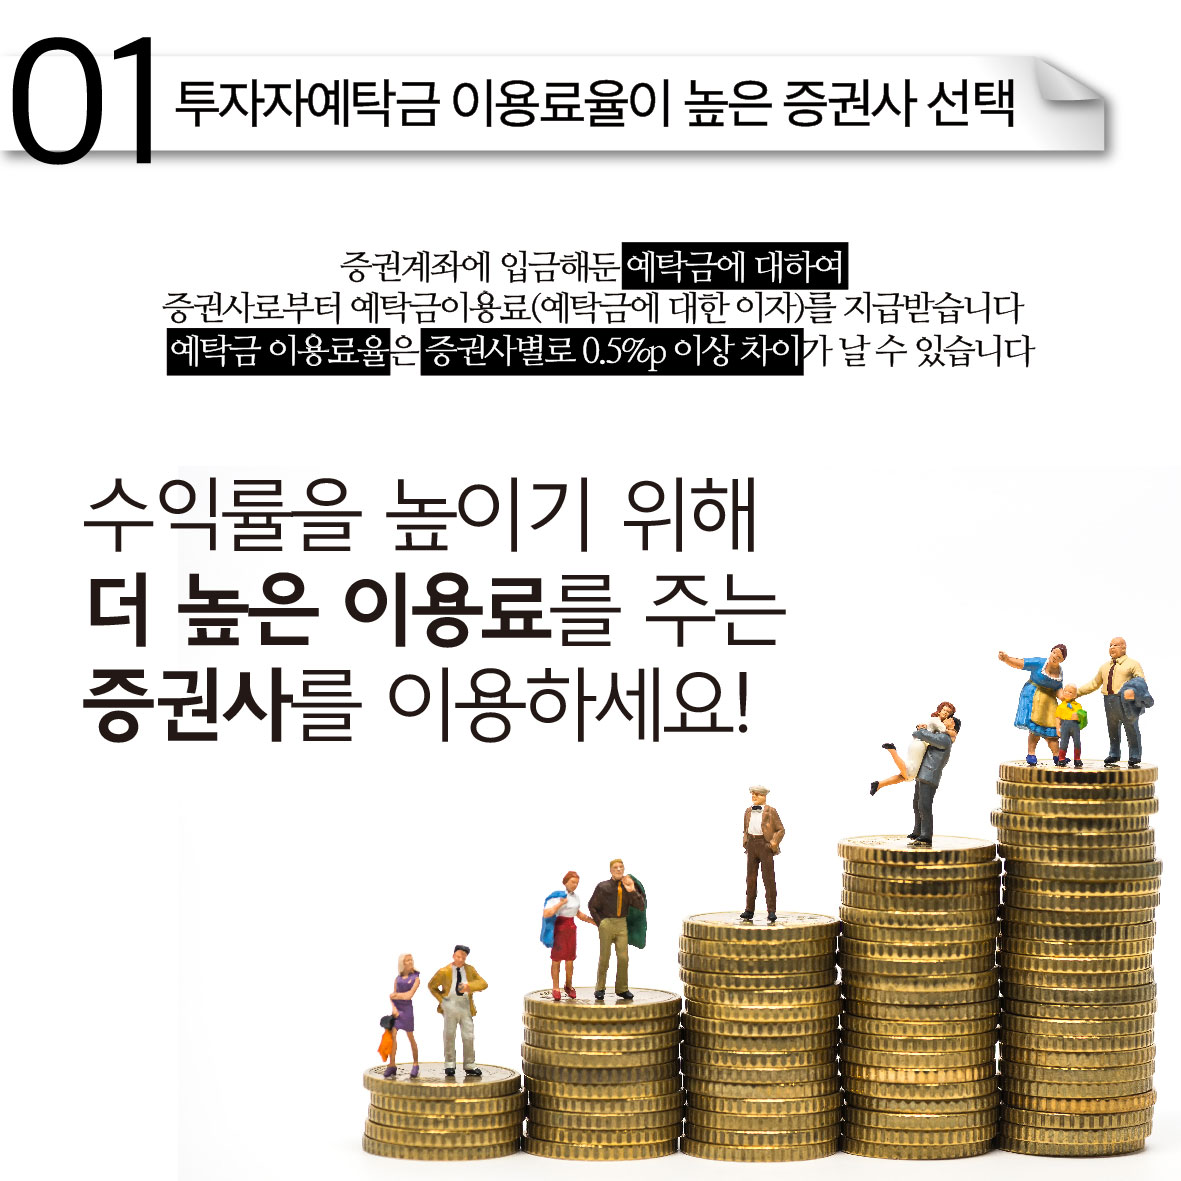 01
투자자예탁금 이용료율이 높은 증권사 선택
증권계좌에 입금해둔 예탁금에 대하여
증권사로부터 예탁금이용료(예탁금에 대한 이자)를 지급받습니다
예탁금 이용료율은 증권사별로 0.5%p 이상 차이가 날 수 있습니다
수익률을 높이기 위해
더 높은 이용료를 주는
증권사를 이용하세요!